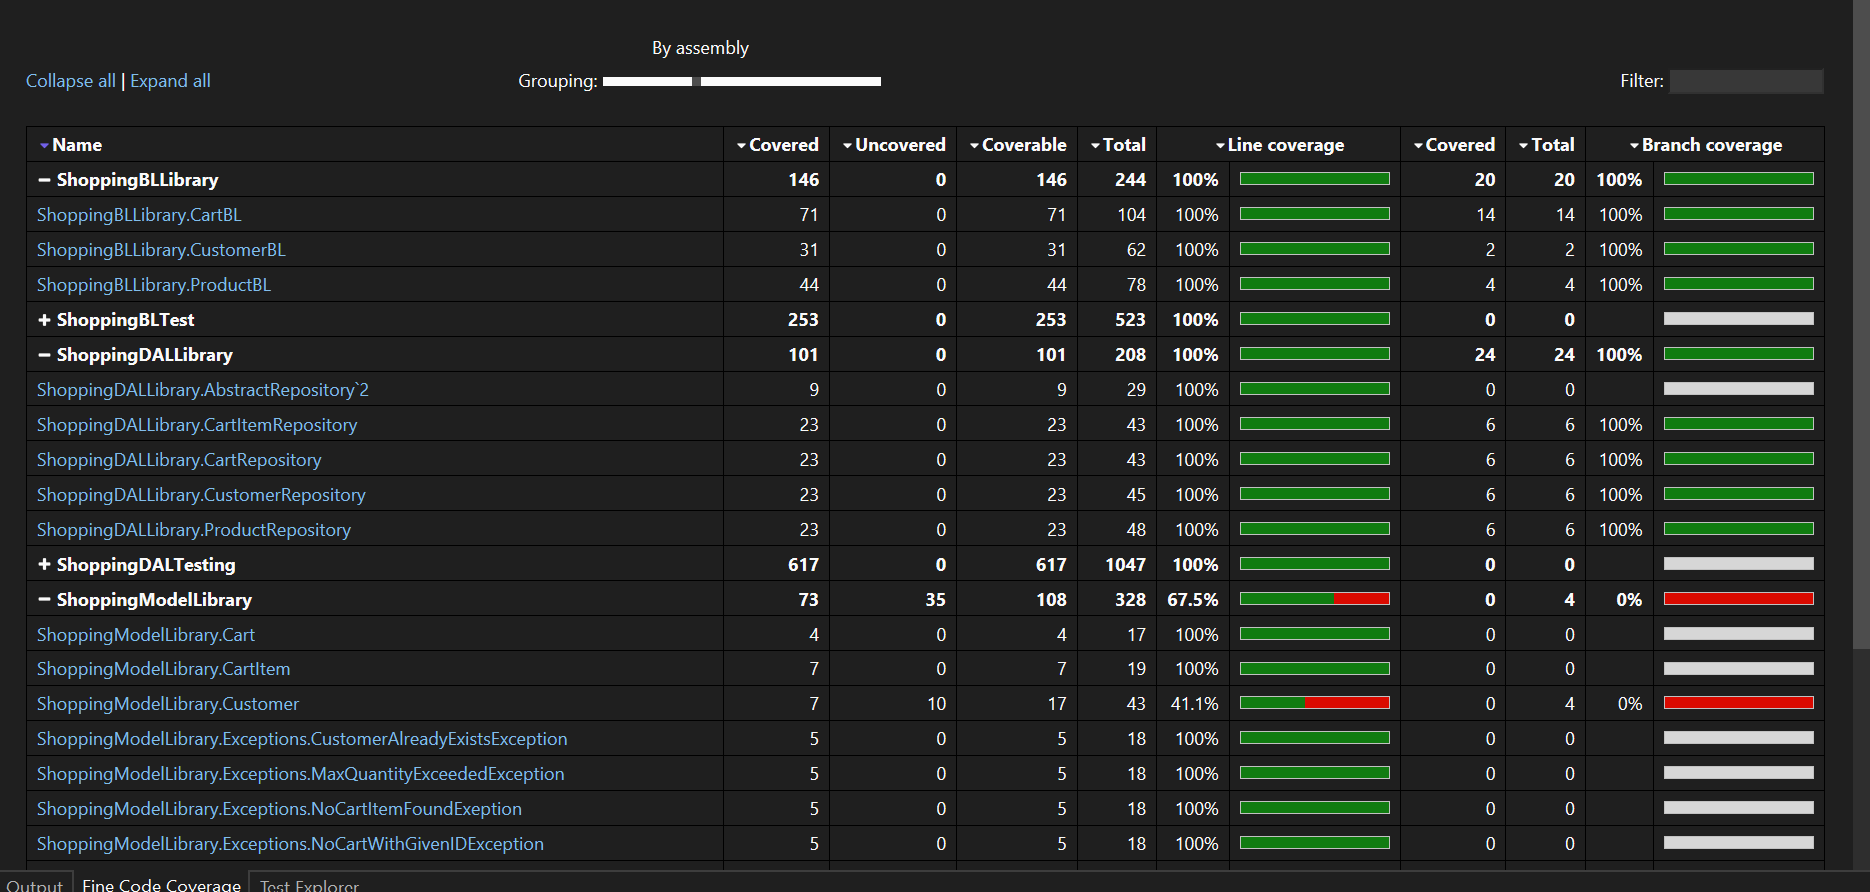 By assembly
Collapse all | Expand all Grouping: Filter:
Name Covered Uncovered Coverable Total Line coverage Covered Total Branch coverage
− ShoppingBLLibrary 146 0 146 244 100% 20 20 100%
ShoppingBLLibrary.CartBL 71 0 71 104 100% 14 14 100%
ShoppingBLLibrary.CustomerBL 31 0 31 62 100% 2 2 100%
ShoppingBLLibrary.ProductBL 44 0 44 78 100% 4 4 100%
+ ShoppingBLTest 253 0 253 523 100% 0 0
− ShoppingDALLibrary 101 0 101 208 100% 24 24 100%
ShoppingDALLibrary.AbstractRepository`2 9 0 9 29 100% 0 0
ShoppingDALLibrary.CartItemRepository 23 0 23 43 100% 6 6 100%
ShoppingDALLibrary.CartRepository 23 0 23 43 100% 6 6 100%
ShoppingDALLibrary.CustomerRepository 23 0 23 45 100% 6 6 100%
ShoppingDALLibrary.ProductRepository 23 0 23 48 100% 6 6 100%
+ ShoppingDALTesting 617 0 617 1047 100% 0 0
− ShoppingModelLibrary 73 35 108 328 67.5% 0 4 0%
ShoppingModelLibrary.Cart 4 0 4 17 100% 0 0
ShoppingModelLibrary.CartItem 7 0 7 19 100% 0 0
ShoppingModelLibrary.Customer 7 10 17 43 41.1% 0 4 0%
ShoppingModelLibrary.Exceptions.CustomerAlreadyExistsException 5 0 5 18 100% 0 0
ShoppingModelLibrary.Exceptions.MaxQuantityExceededException 5 0 5 18 100% 0 0
ShoppingModelLibrary.Exceptions.NoCartItemFoundExeption 5 0 5 18 100% 0 0
ShoppingModelLibrary.Exceptions.NoCartWithGivenIDException 5 0 5 18 100% 0 0
Output Fine Code Coverage Test Explorer